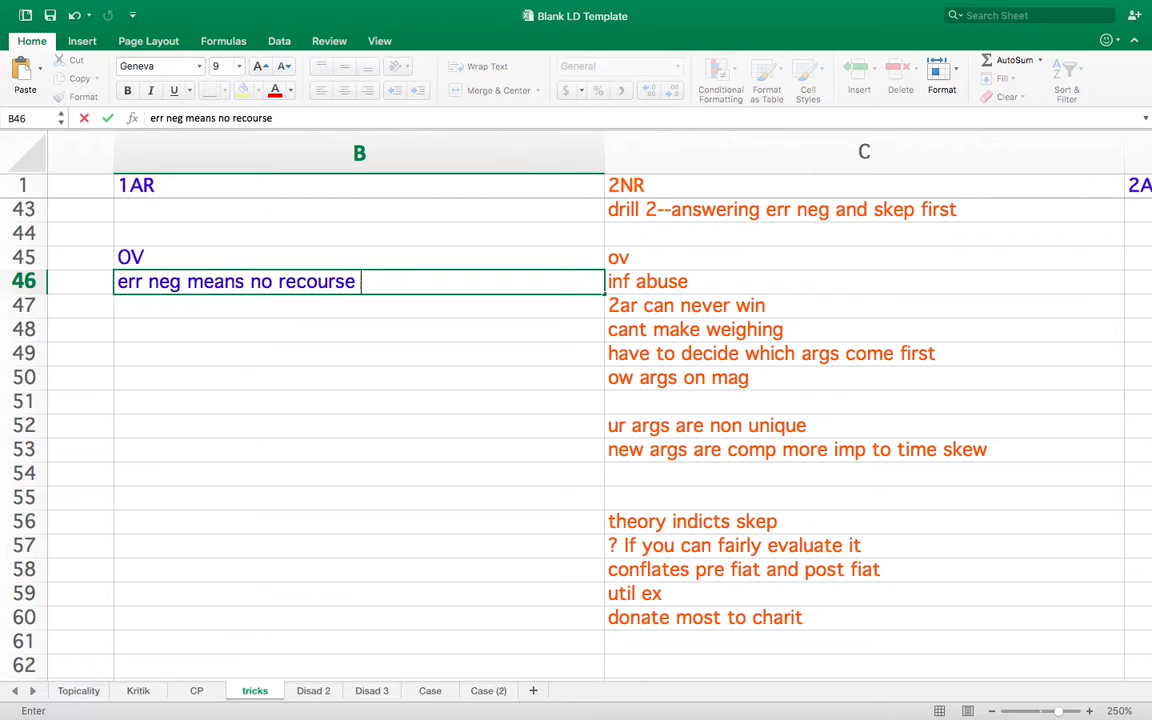 Blank LD Template
Search Sheet
Home Insert Page Layout Formulas Data Review View
Cut
Copy
Format
Paste
Geneva 9
B I U
Wrap Text
Merge & Center
General
Conditional Formatting
Format as Table
Cell Styles
Insert
Delete
Format
AutoSum
Fill
Clear
Sort & Filter
B46 fx err neg means no recourse
B C
1 1AR 2NR 2A
43 drill 2--answering err neg and skep first
44
45 OV ov
46 err neg means no recourse inf abuse
47 2ar can never win
48 cant make weighing
49 have to decide which args come first
50 ow args on mag
51
52 ur args are non unique
53 new args are comp more imp to time skew
54
55
56 theory indicts skep
57 ? If you can fairly evaluate it
58 conflates pre fiat and post fiat
59 util ex
60 donate most to charit
61
62
Topicality Kritik CP tricks Disad 2 Disad 3 Case Case (2) +
Enter 250%